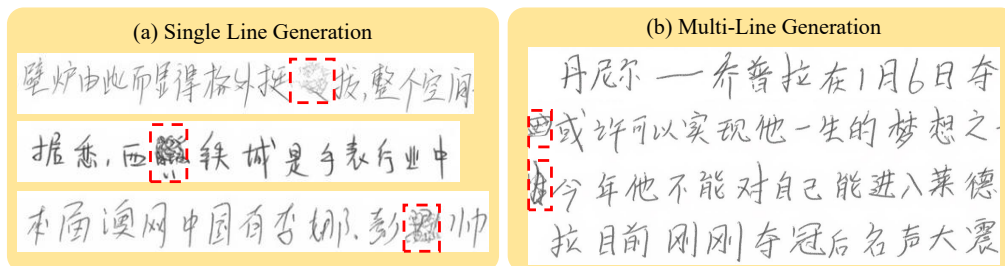 (a) Single Line Generation
壁炉由此而显得格外挺拔,整个空间
据悉,西铁城是手表行业中
本届澳网中国有李娜、彭帅
(b) Multi-Line Generation
丹尼尔一乔普拉在1月6日夺
或许可以实现他一生的梦想之
今年他不能对自己能进入莱德
拉目前刚刚夺冠后名声大震